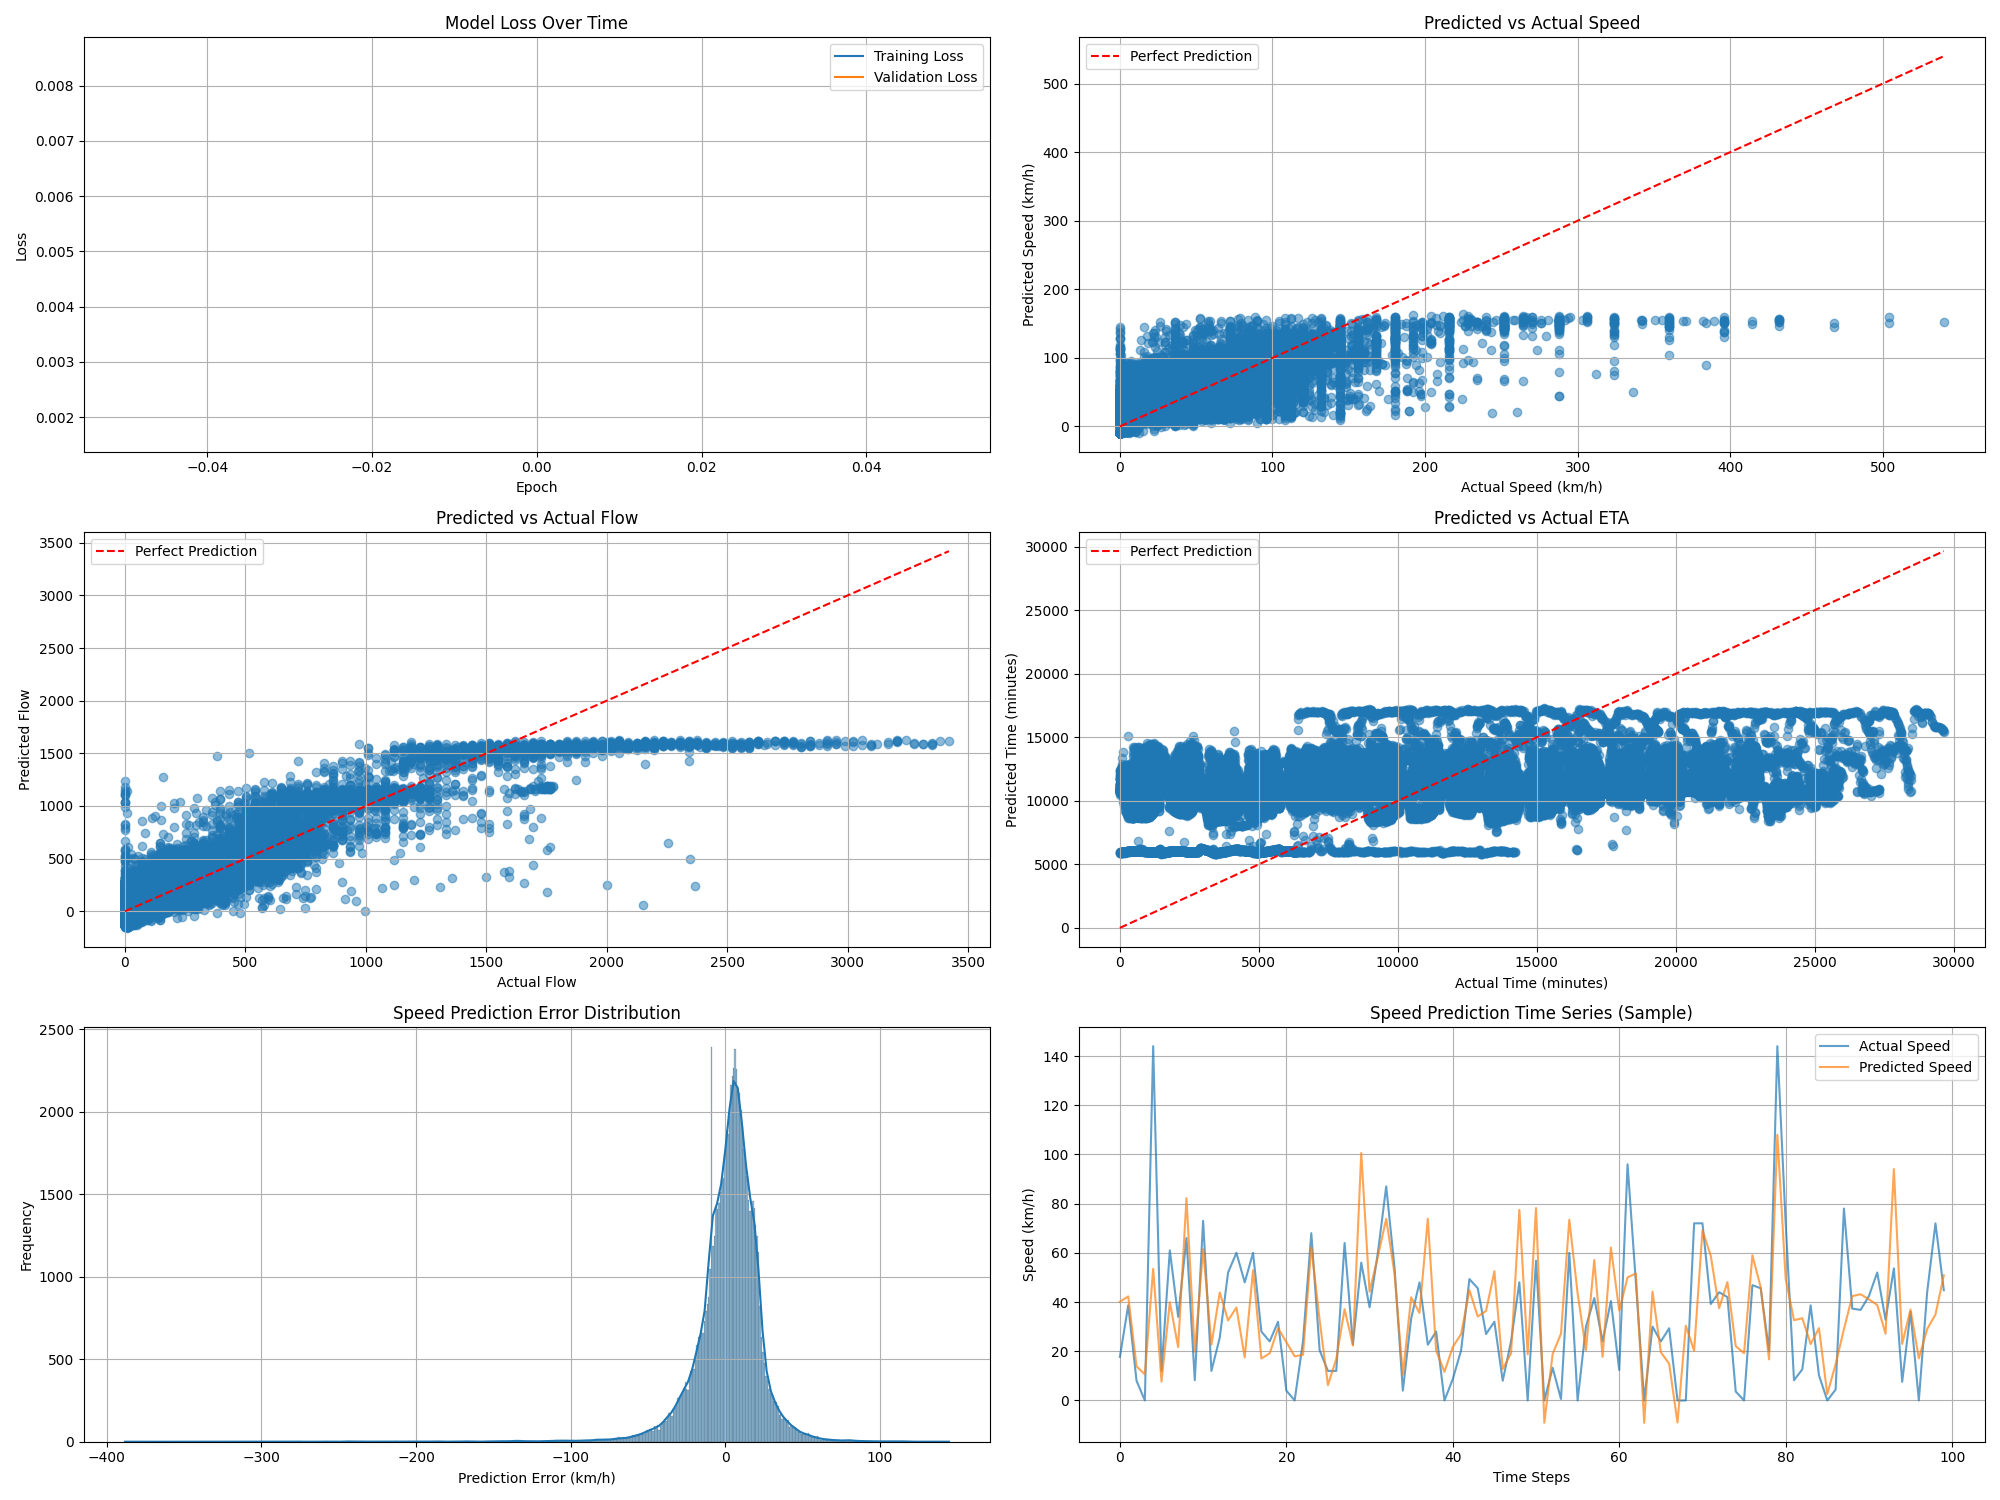 Model Loss Over Time
Training Loss
Validation Loss
0.008
0.007
0.006
0.005
0.004
0.003
0.002
Loss
−0.04 −0.02 0.00 0.02 0.04
Epoch
Predicted vs Actual Speed
Perfect Prediction
500
400
300
200
100
0
Predicted Speed (km/h)
0 100 200 300 400 500
Actual Speed (km/h)
Predicted vs Actual Flow
Perfect Prediction
3500
3000
2500
2000
1500
1000
500
0
Predicted Flow
0 500 1000 1500 2000 2500 3000 3500
Actual Flow
Predicted vs Actual ETA
Perfect Prediction
30000
25000
20000
15000
10000
5000
0
Predicted Time (minutes)
0 5000 10000 15000 20000 25000 30000
Actual Time (minutes)
Speed Prediction Error Distribution
2500
2000
1500
1000
500
0
Frequency
−400 −300 −200 −100 0 100
Prediction Error (km/h)
Speed Prediction Time Series (Sample)
Actual Speed
Predicted Speed
140
120
100
80
60
40
20
0
Speed (km/h)
0 20 40 60 80 100
Time Steps